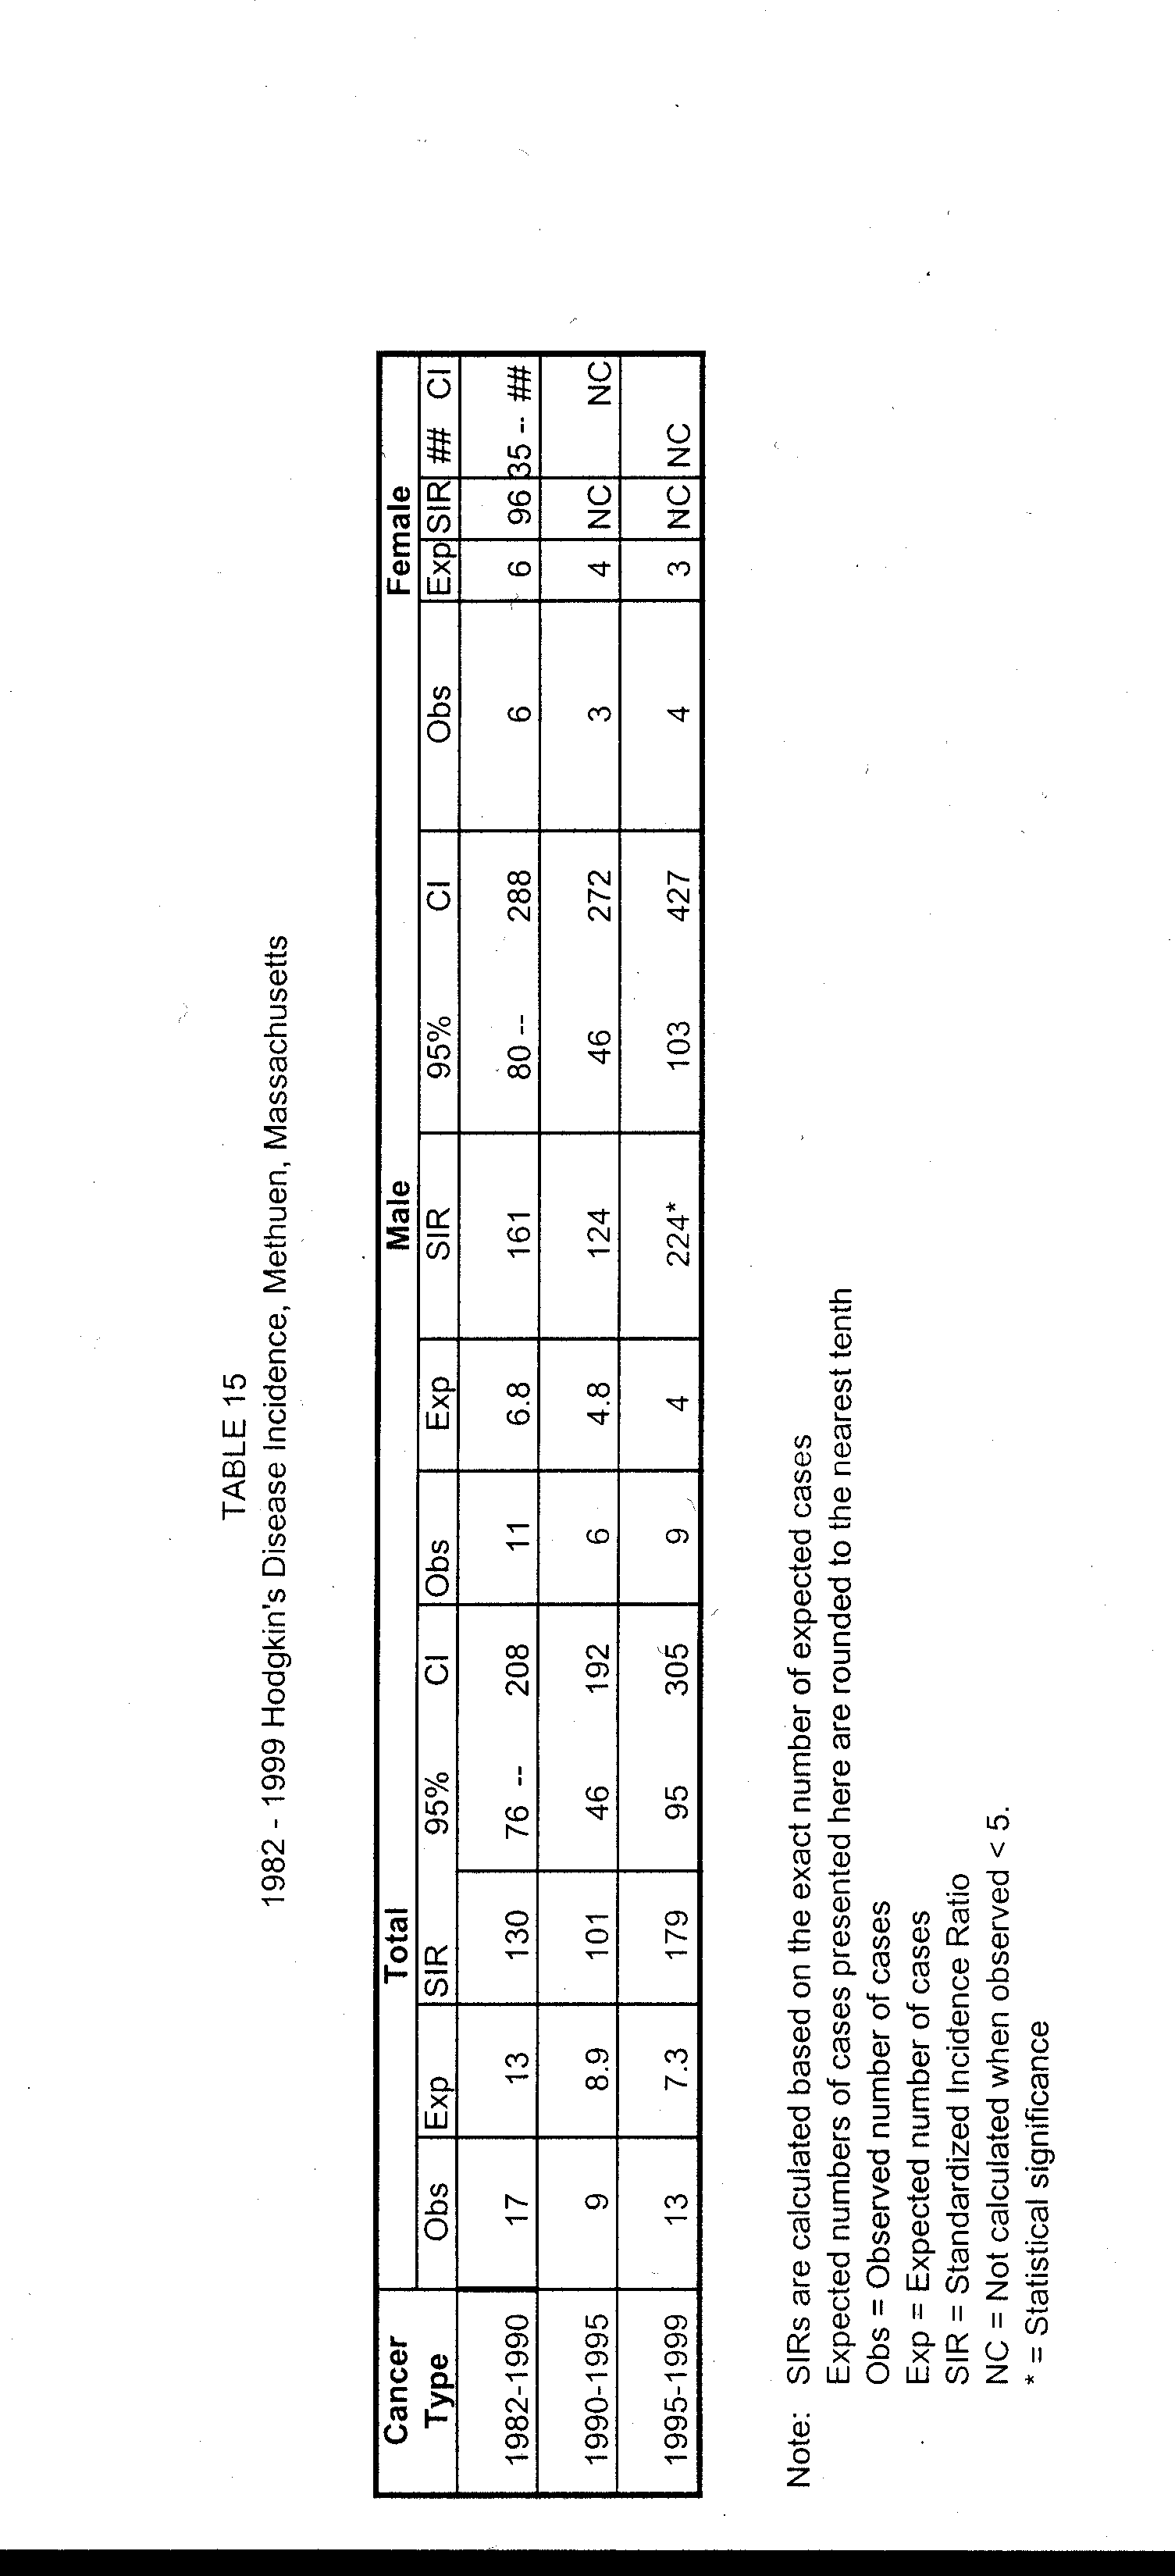 TABLE 15
1982 - 1999 Hodgkin's Disease Incidence, Methuen, Massachusetts
Cancer Total Male Female
Type Obs Exp SIR 95% CI Obs Exp SIR 95% CI Obs Exp SIR ## CI
1982-1990 17 13 130 76 -- 208 11 6.8 161 80 -- 288 6 6 96 35 -- ##
1990-1995 9 8.9 101 46 192 6 4.8 124 46 272 3 4 NC NC
1995-1999 13 7.3 179 95 305 9 4 224* 103 427 4 3 NC NC
Note: SIRs are calculated based on the exact number of expected cases
Expected numbers of cases presented here are rounded to the nearest tenth
Obs = Observed number of cases
Exp = Expected number of cases
SIR = Standardized Incidence Ratio
NC = Not calculated when observed < 5.
* = Statistical significance